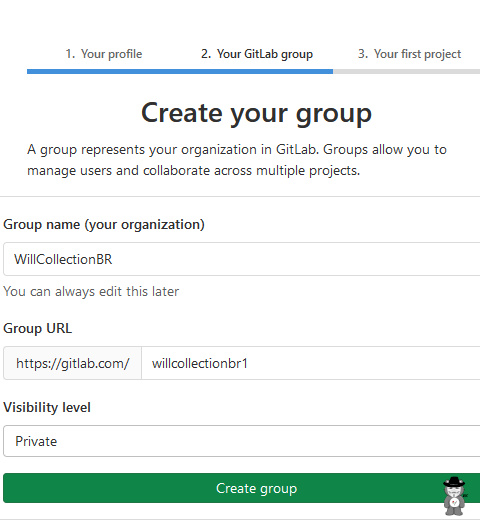 1. Your profile 2. Your GitLab group 3. Your first project
Create your group
A group represents your organization in GitLab. Groups allow you to
manage users and collaborate across multiple projects.
Group name (your organization)
WillCollectionBR
You can always edit this later
Group URL
https://gitlab.com/ willcollectionbr1
Visibility level
Private
Create group